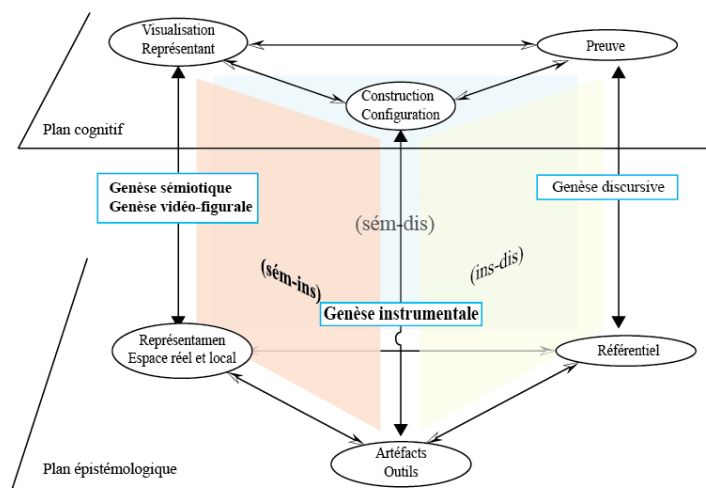 Visualisation
Représentant
Preuve
Construction
Configuration
Plan cognitif
Genèse sémiotique
Genèse vidéo-figurale
Genèse discursive
(sém-dis)
(sém-ins)
(ins-dis)
Genèse instrumentale
Représentamen
Espace réel et local
Référentiel
Artéfacts
Outils
Plan épistémologique